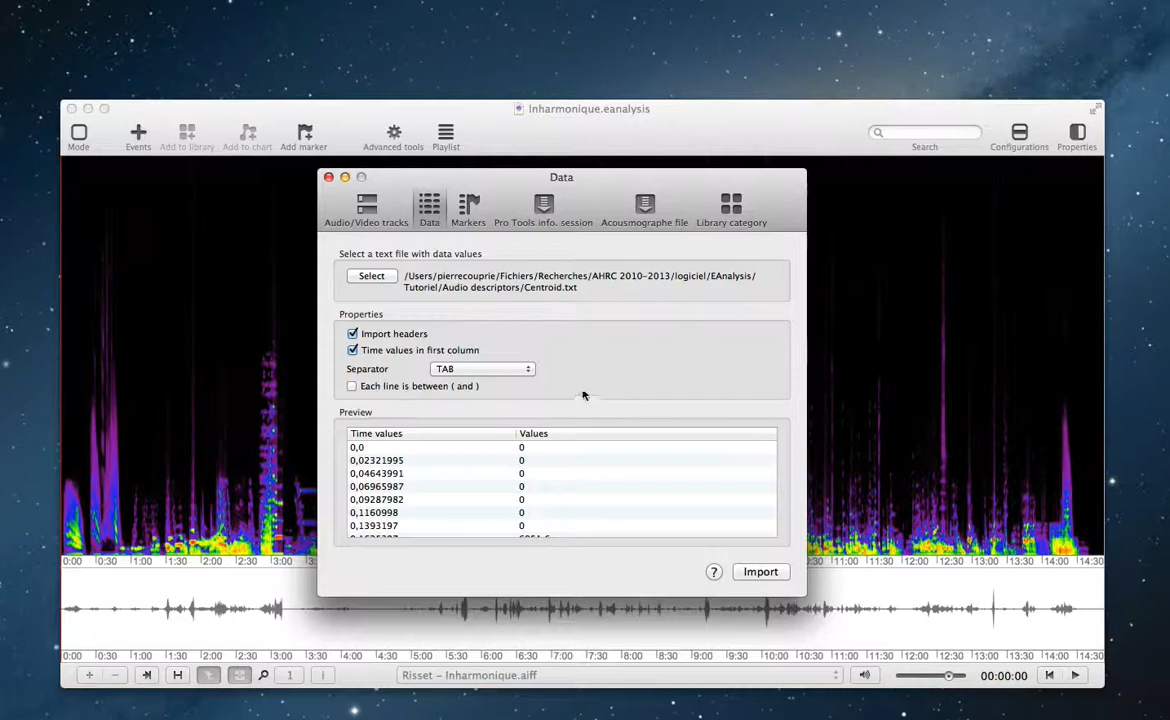 Inharmonique.eanalysis
Mode Events Add to library Add to chart Add marker Advanced tools Playlist Search Configurations Properties
Data
Audio/Video tracks Data Markers Pro Tools info. session Acousmographe file Library category
Select a text file with data values
Select /Users/pierrecouprie/Fichiers/Recherches/AHRC 2010-2013/logiciel/EAnalysis/
Tutoriel/Audio descriptors/Centroid.txt
Properties
Import headers
Time values in first column
Separator TAB
Each line is between ( and )
Preview
Time values Values
0,0 0
0,02321995 0
0,04643991 0
0,06965987 0
0,09287982 0
0,1160998 0
0,1393197 0
? Import
0:00 0:30 1:00 1:30 2:00 2:30 3:00 11:00 11:30 12:00 12:30 13:00 13:30 14:00 14:30
0:00 0:30 1:00 1:30 2:00 2:30 3:00 3:30 4:00 4:30 5:00 5:30 6:00 6:30 7:00 7:30 8:00 8:30 9:00 9:30 10:00 10:30 11:00 11:30 12:00 12:30 13:00 13:30 14:00 14:30
1 i Risset - Inharmonique.aiff 00:00:00